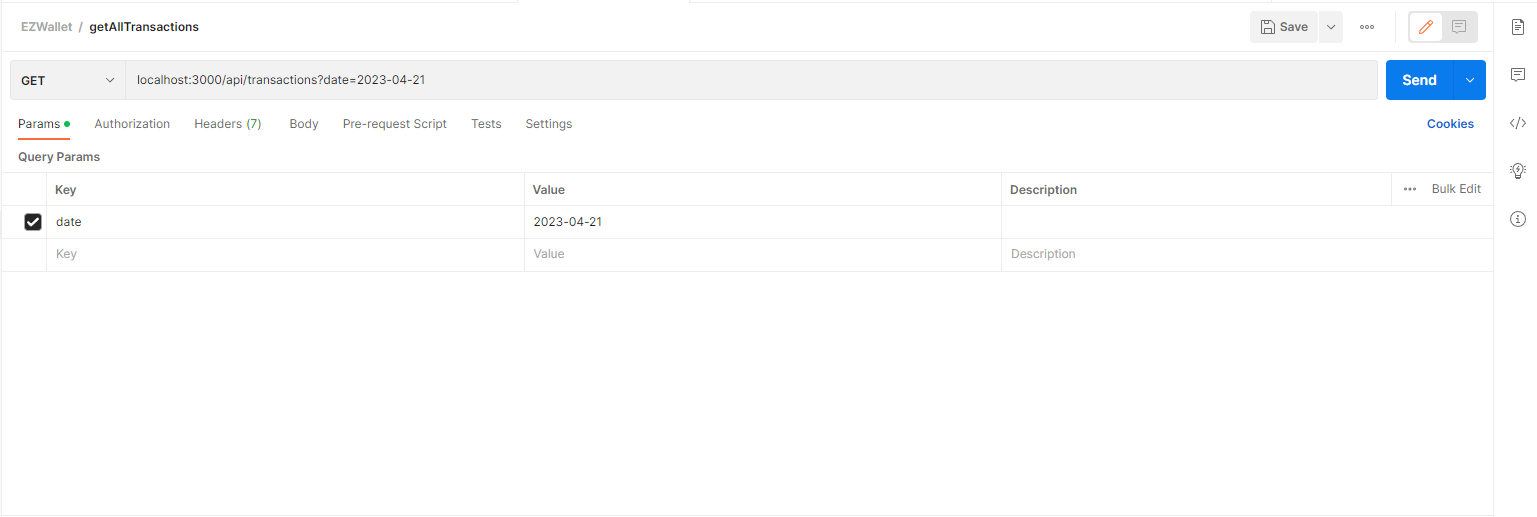 EZWallet / getAllTransactions
Save
GET
localhost:3000/api/transactions?date=2023-04-21
Send
Params
Authorization
Headers (7)
Body
Pre-request Script
Tests
Settings
Cookies
Query Params
Key
Value
Description
Bulk Edit
date
2023-04-21
Key
Value
Description